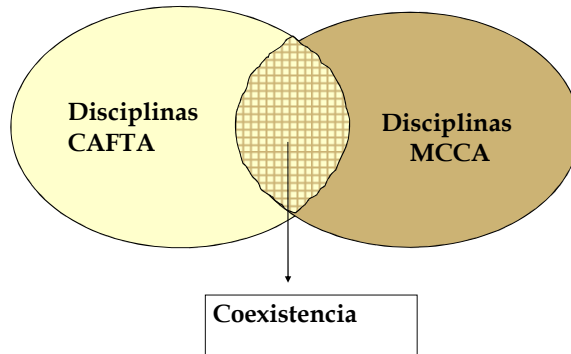 Disciplinas
CAFTA
Disciplinas
MCCA
Coexistencia